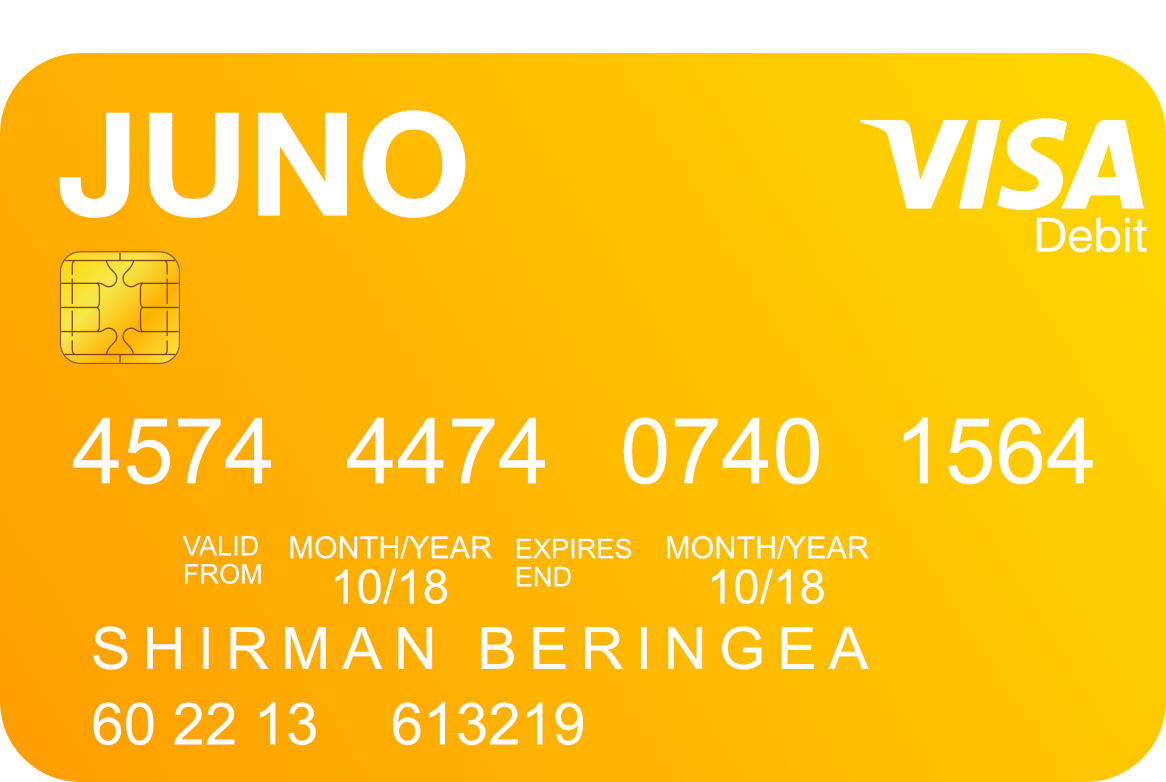 JUNO
VISA
Debit
4574 4474 0740 1564
VALID FROM MONTH/YEAR 10/18 EXPIRES END MONTH/YEAR 10/18
SHIRMAN BERINGEA
60 22 13 613219